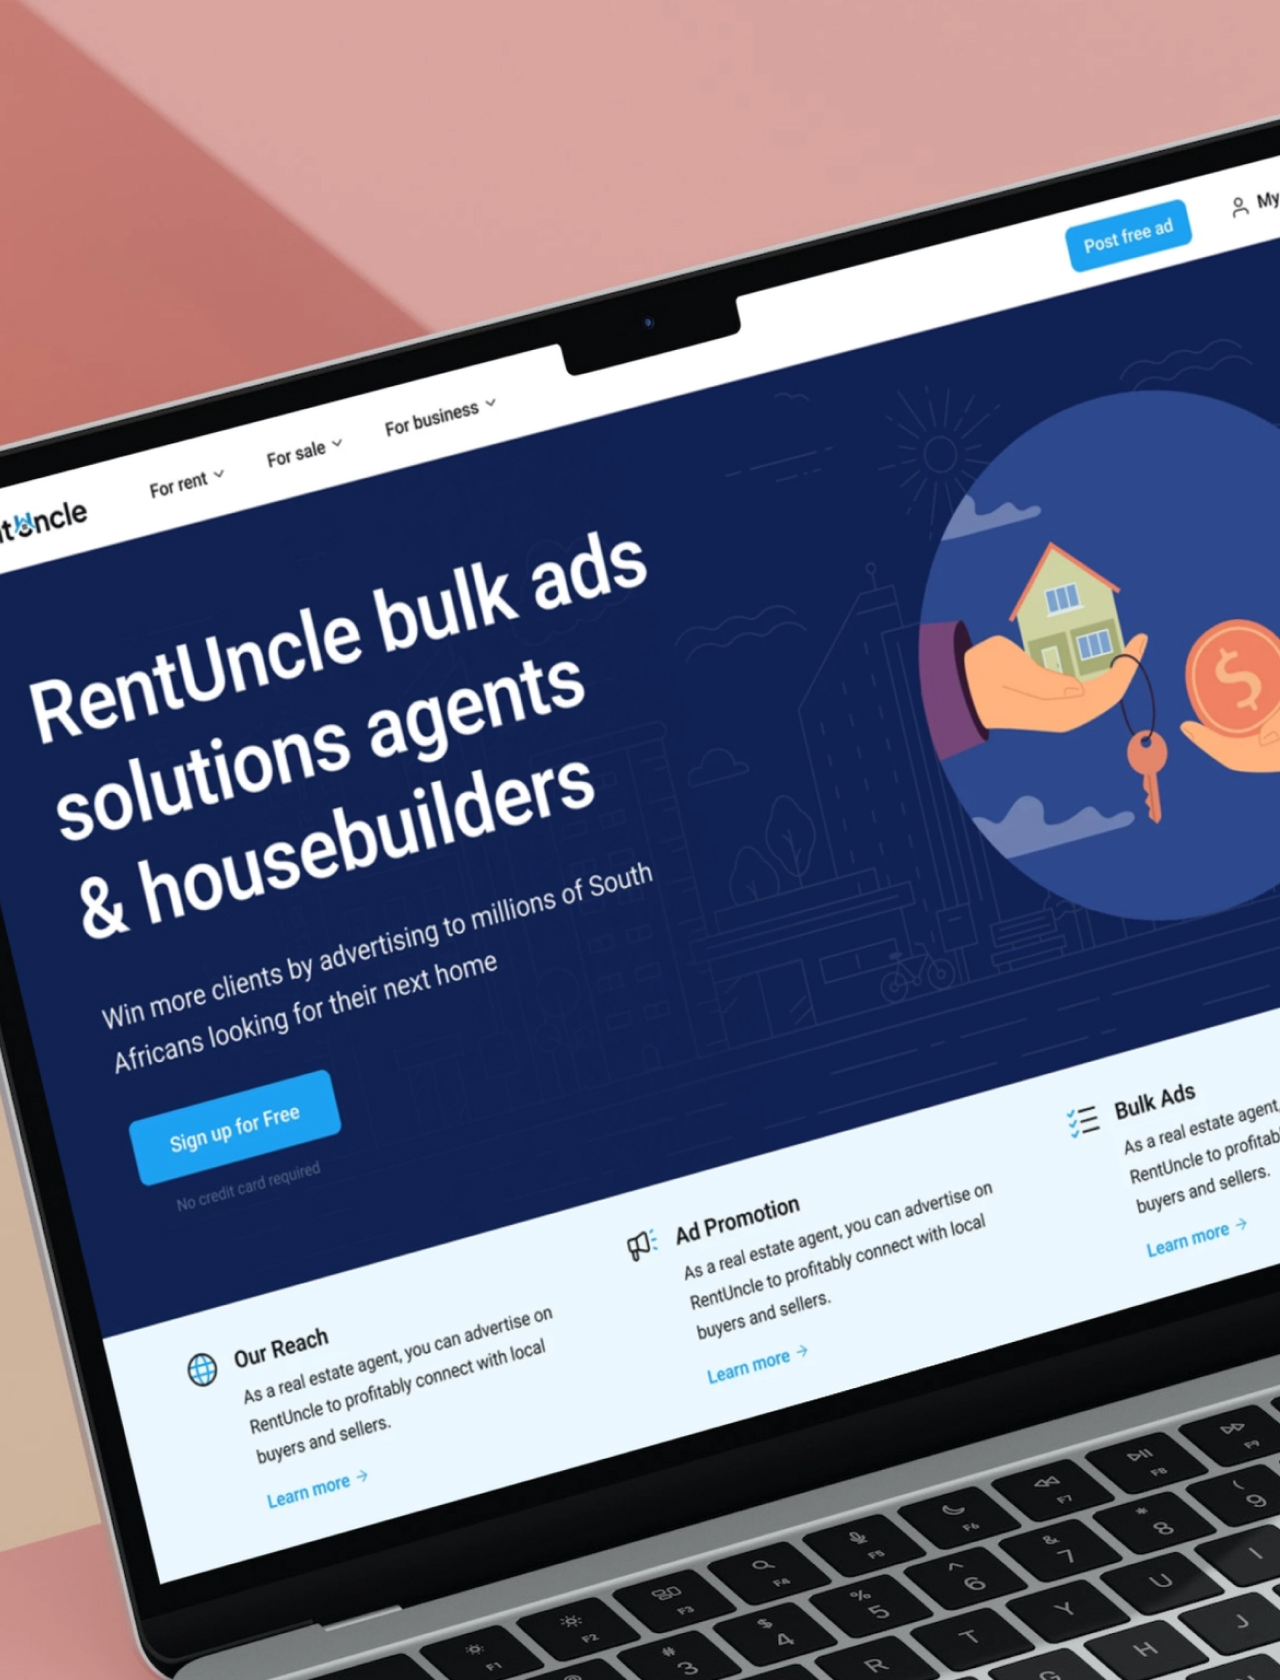 For rent
For sale
For business
Post free ad
My
RentUncle bulk ads
solutions agents
& housebuilders
Win more clients by advertising to millions of South
Africans looking for their next home
Sign up for Free
No credit card required
$
Our Reach
As a real estate agent, you can advertise on
RentUncle to profitably connect with local
buyers and sellers.
Learn more →
Ad Promotion
As a real estate agent, you can advertise on
RentUncle to profitably connect with local
buyers and sellers.
Learn more →
Bulk Ads
As a real estate agent,
RentUncle to profitab
buyers and sellers.
Learn more →
F1 F2 F3 F4 F5 F6 F7 F8 F9
# 3 $ 4 % 5 ^ 6 & 7 * 8 ( 9
R T Y U I
G H J